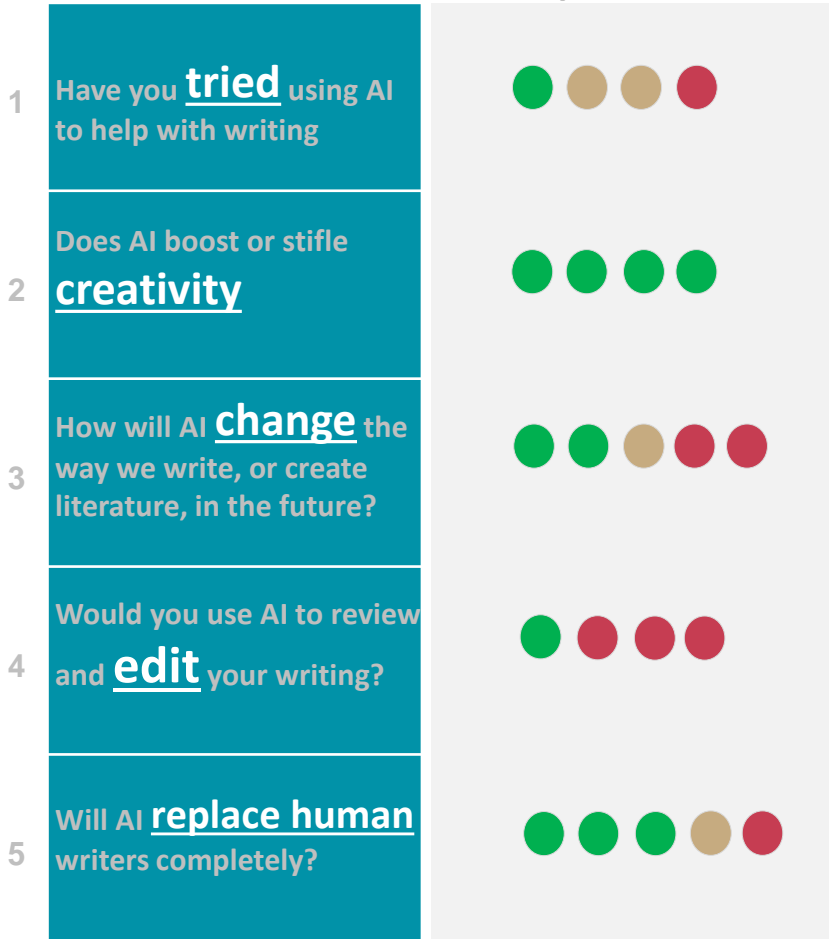 1
Have you tried using AI
to help with writing
2
Does AI boost or stifle
creativity
3
How will AI change the
way we write, or create
literature, in the future?
4
Would you use AI to review
and edit your writing?
5
Will AI replace human
writers completely?